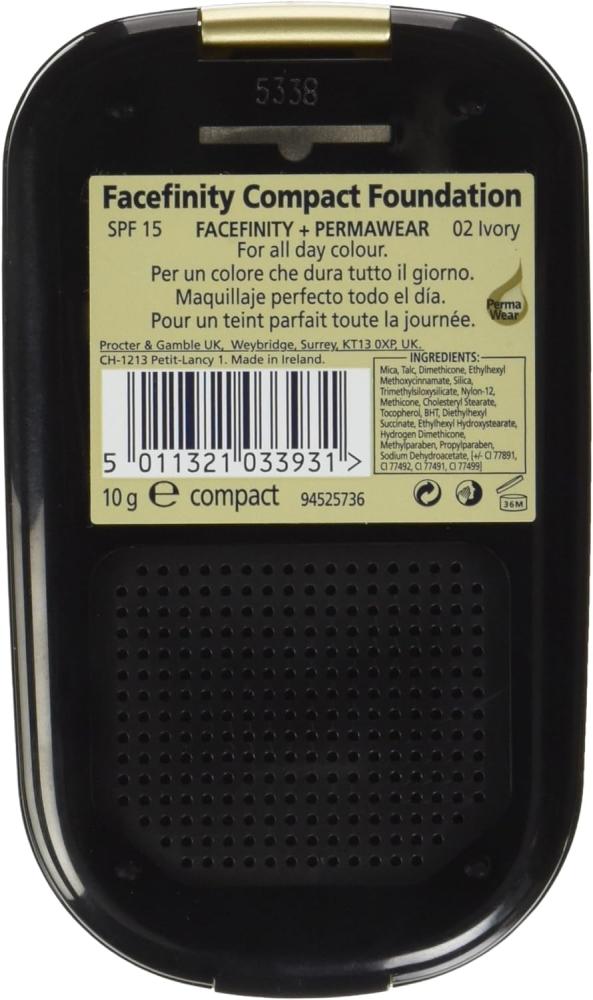 5338
Facefinity Compact Foundation
SPF 15 FACEFINITY + PERMAWEAR 02 Ivory
For all day colour.
Per un colore che dura tutto il giorno.
Maquillaje perfecto todo el día.
Pour un teint parfait toute la journée.
Perma
Wear
Procter & Gamble UK, Weybridge, Surrey, KT13 0XP, UK.
CH-1213 Petit-Lancy 1. Made in Ireland.
INGREDIENTS:
Mica, Talc, Dimethicone, Ethylhexyl
Methoxycinnamate, Silica,
Trimethylsiloxysilicate, Nylon-12,
Methicone, Cholesteryl Stearate,
Tocopherol, BHT, Diethylhexyl
Succinate, Ethylhexyl Hydroxystearate,
Hydrogen Dimethicone,
Methylparaben, Propylparaben,
Sodium Dehydroacetate, [+/- CI 77891,
CI 77492, CI 77491, CI 77499]
5 011321 033931 >
10 g e compact 94525736
36M